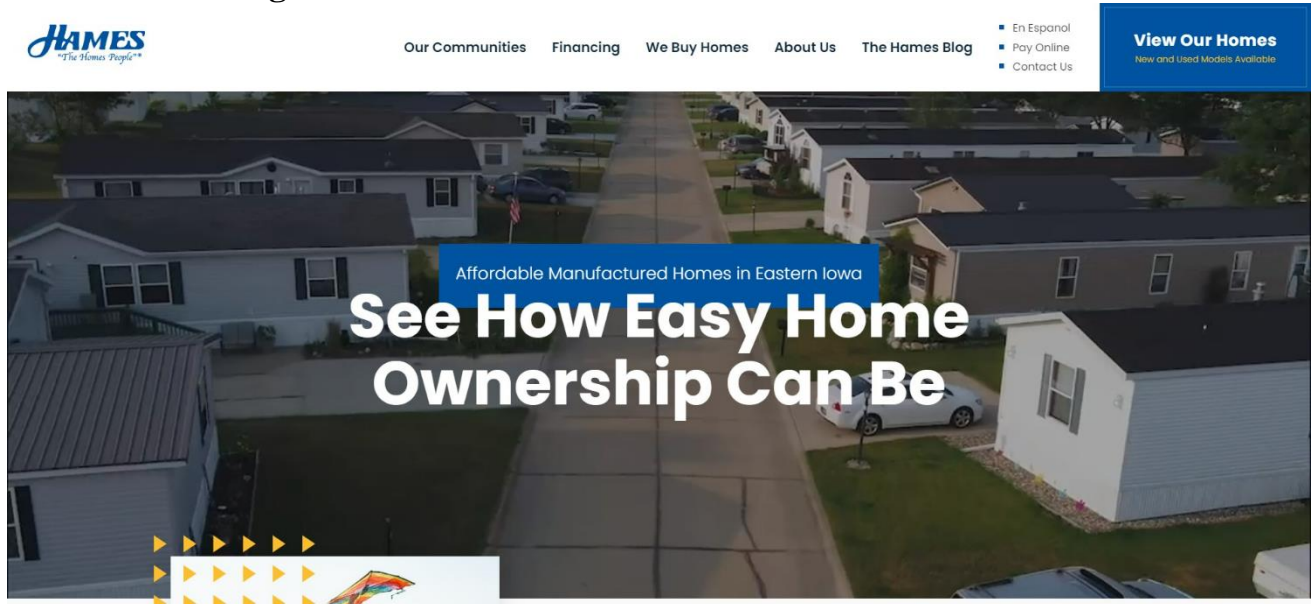 HAMES
"The Homes People"®
Our Communities
Financing
We Buy Homes
About Us
The Hames Blog
En Espanol
Pay Online
Contact Us
View Our Homes
New and Used Models Available
Affordable Manufactured Homes in Eastern Iowa
See How Easy Home
Ownership Can Be